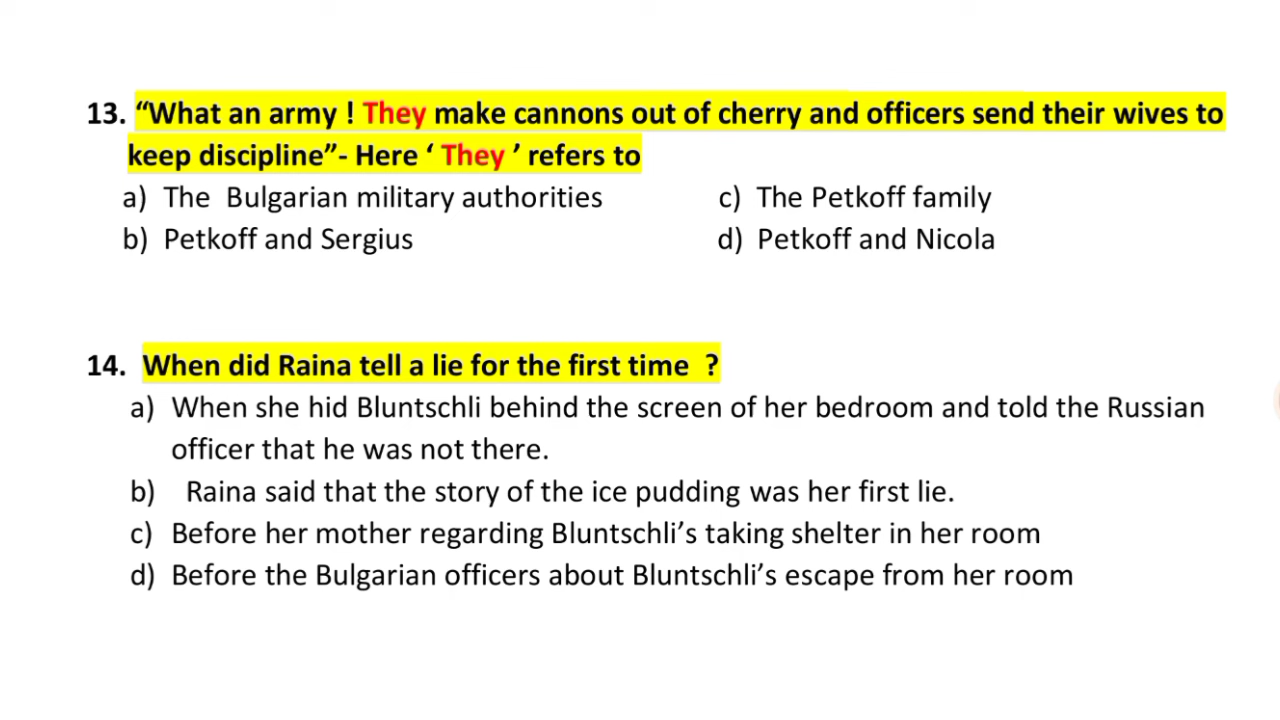 13. “What an army ! They make cannons out of cherry and officers send their wives to
keep discipline”- Here ‘ They ’ refers to
a) The Bulgarian military authorities
c) The Petkoff family
b) Petkoff and Sergius
d) Petkoff and Nicola
14. When did Raina tell a lie for the first time ?
a) When she hid Bluntschli behind the screen of her bedroom and told the Russian
officer that he was not there.
b) Raina said that the story of the ice pudding was her first lie.
c) Before her mother regarding Bluntschli’s taking shelter in her room
d) Before the Bulgarian officers about Bluntschli’s escape from her room